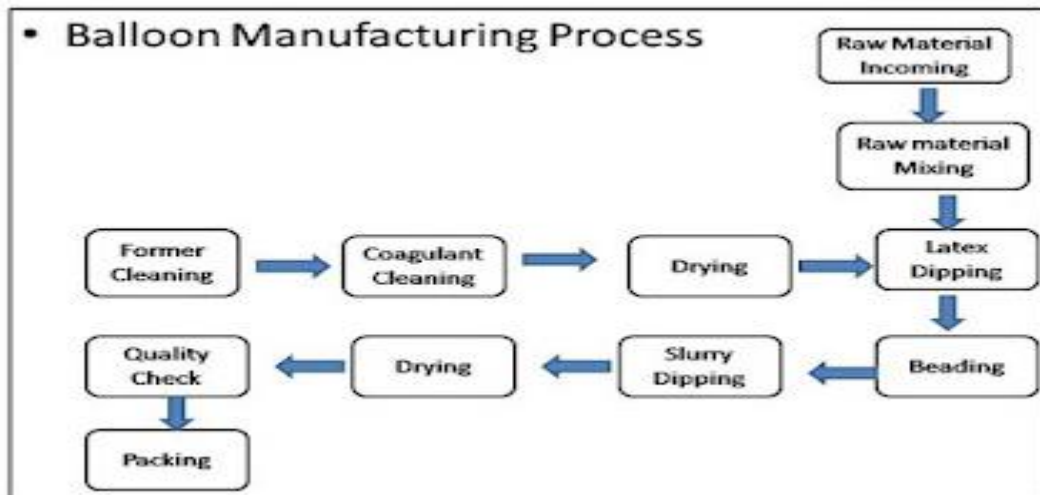 • Balloon Manufacturing Process
Raw Material
Incoming
Raw material
Mixing
Former
Cleaning
Coagulant
Cleaning
Drying
Latex
Dipping
Quality
Check
Drying
Slurry
Dipping
Beading
Packing